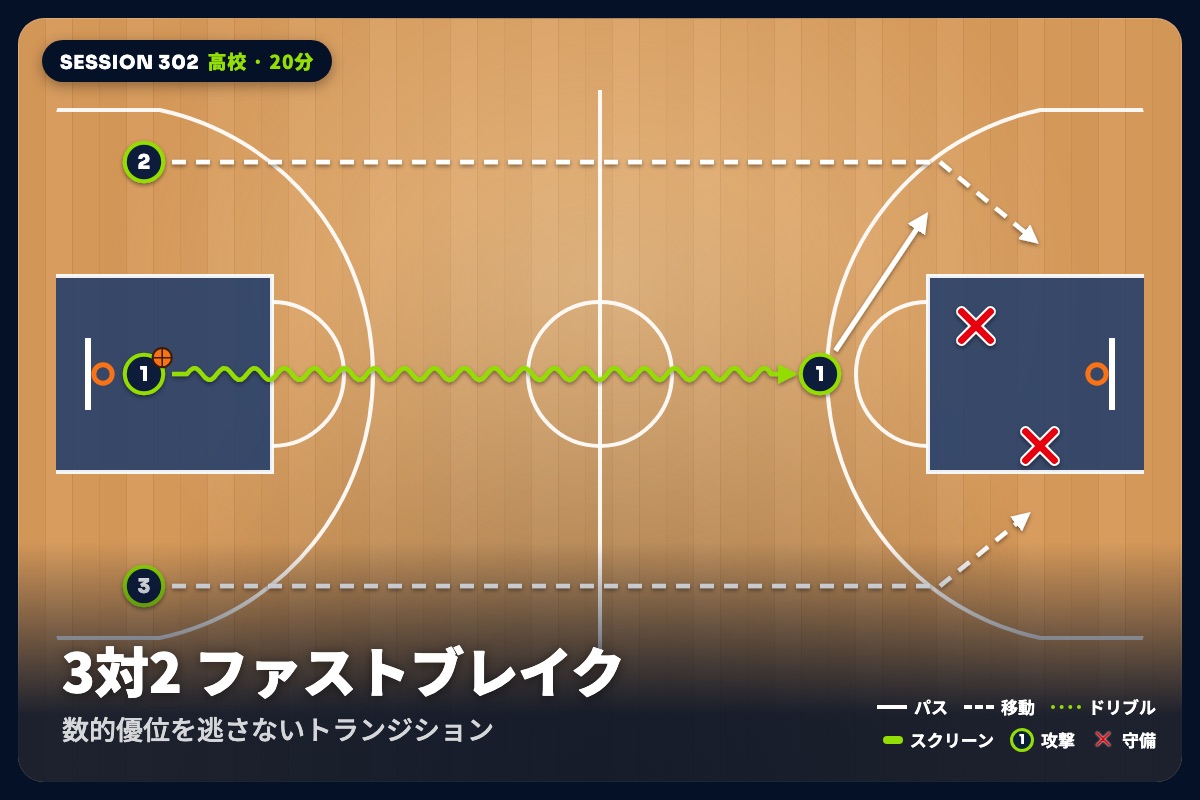 SESSION 302 高校・20分
2
1
1
3
3対2 ファストブレイク
数的優位を逃さないトランジション
パス 移動 ドリブル
スクリーン 1 攻撃 守備